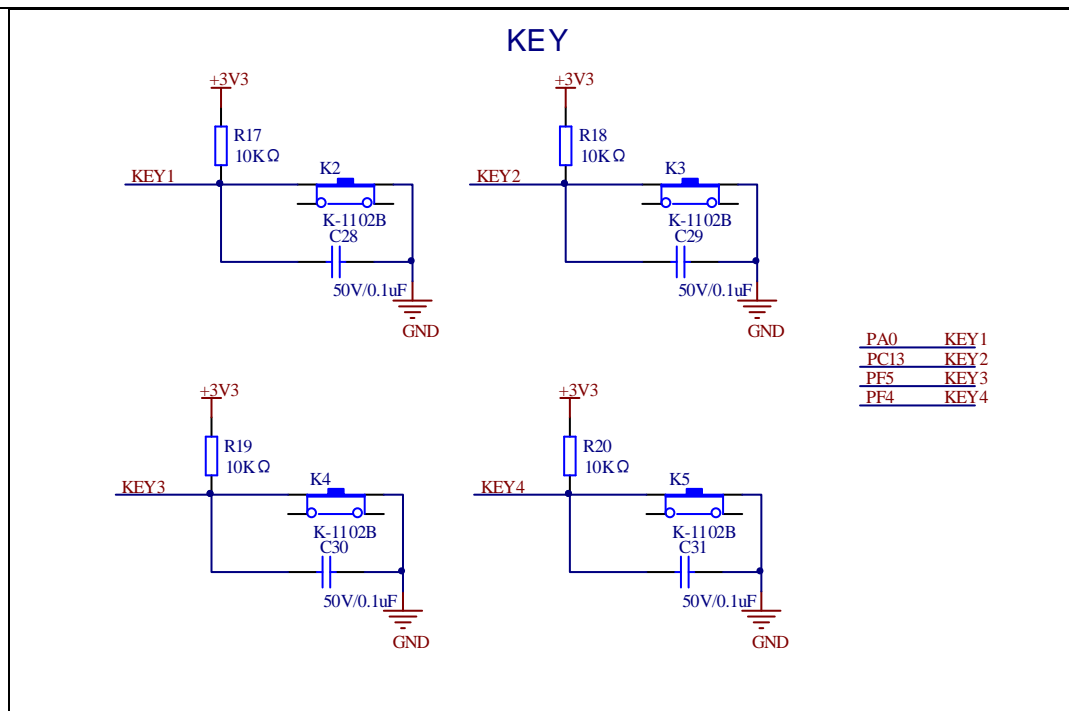 KEY
+3V3
R17
10KΩ
KEY1
K2
K-1102B
C28
50V/0.1uF
GND
+3V3
R18
10KΩ
KEY2
K3
K-1102B
C29
50V/0.1uF
GND
PA0 KEY1
PC13 KEY2
PF5 KEY3
PF4 KEY4
+3V3
R19
10KΩ
KEY3
K4
K-1102B
C30
50V/0.1uF
GND
+3V3
R20
10KΩ
KEY4
K5
K-1102B
C31
50V/0.1uF
GND